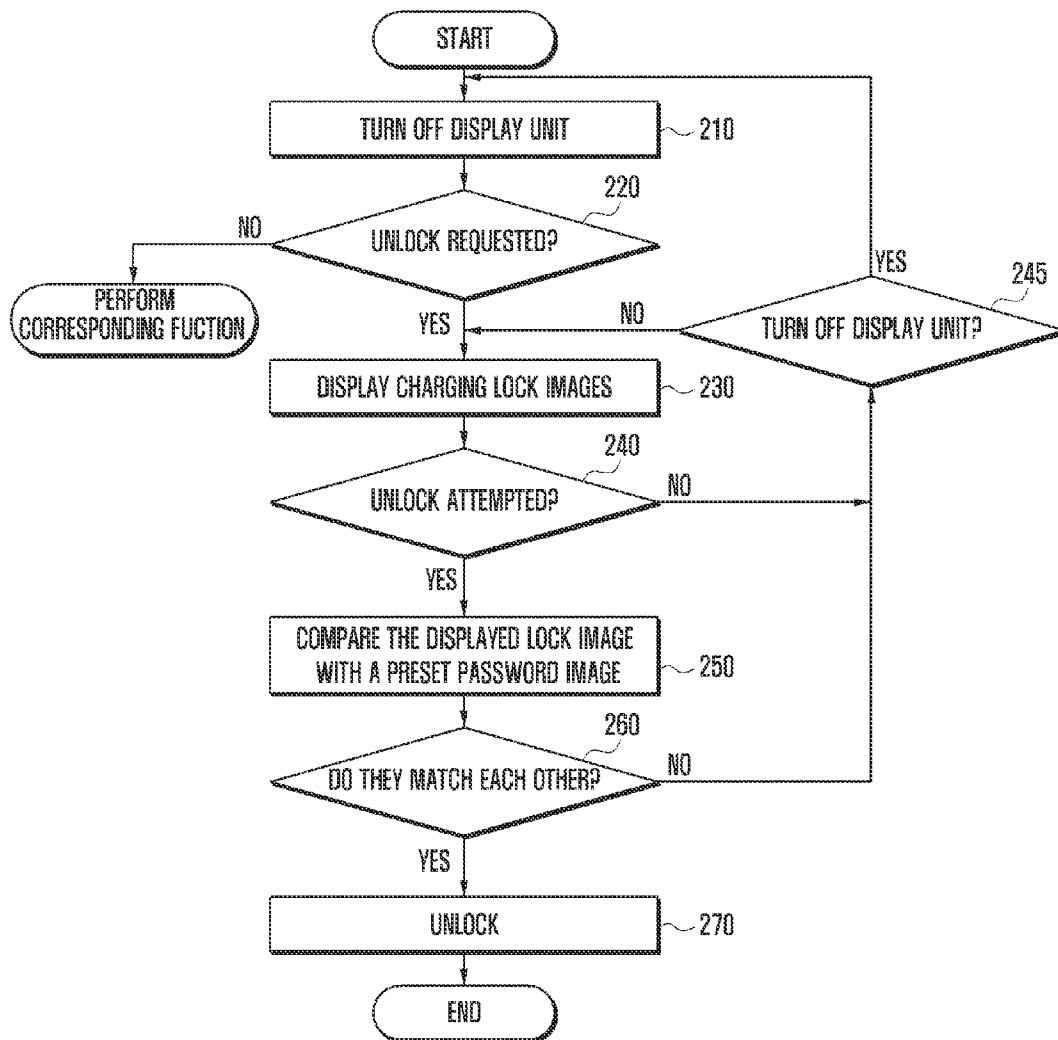 START
TURN OFF DISPLAY UNIT
210
220
UNLOCK REQUESTED?
NO
PERFORM
CORRESPONDING FUCTION
YES
NO
YES
245
TURN OFF DISPLAY UNIT?
DISPLAY CHARGING LOCK IMAGES
230
240
UNLOCK ATTEMPTED?
NO
YES
COMPARE THE DISPLAYED LOCK IMAGE
WITH A PRESET PASSWORD IMAGE
250
260
DO THEY MATCH EACH OTHER?
NO
YES
UNLOCK
270
END